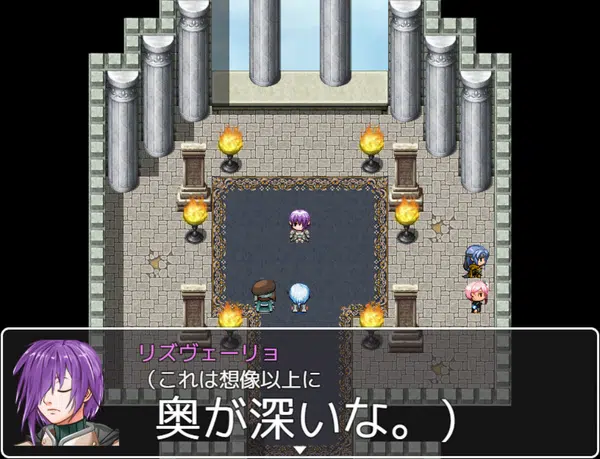 リズヴェーリョ
（これは想像以上に
奥が深いな。）